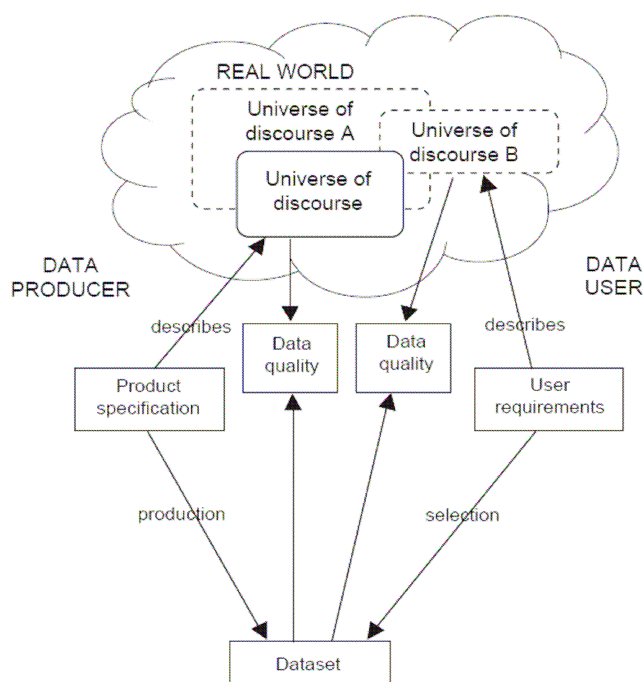 REAL WORLD
Universe of
discourse A
Universe of
discourse B
Universe of
discourse
DATA
PRODUCER
DATA
USER
describes
describes
Data
quality
Data
quality
Product
specification
User
requirements
production
selection
Dataset